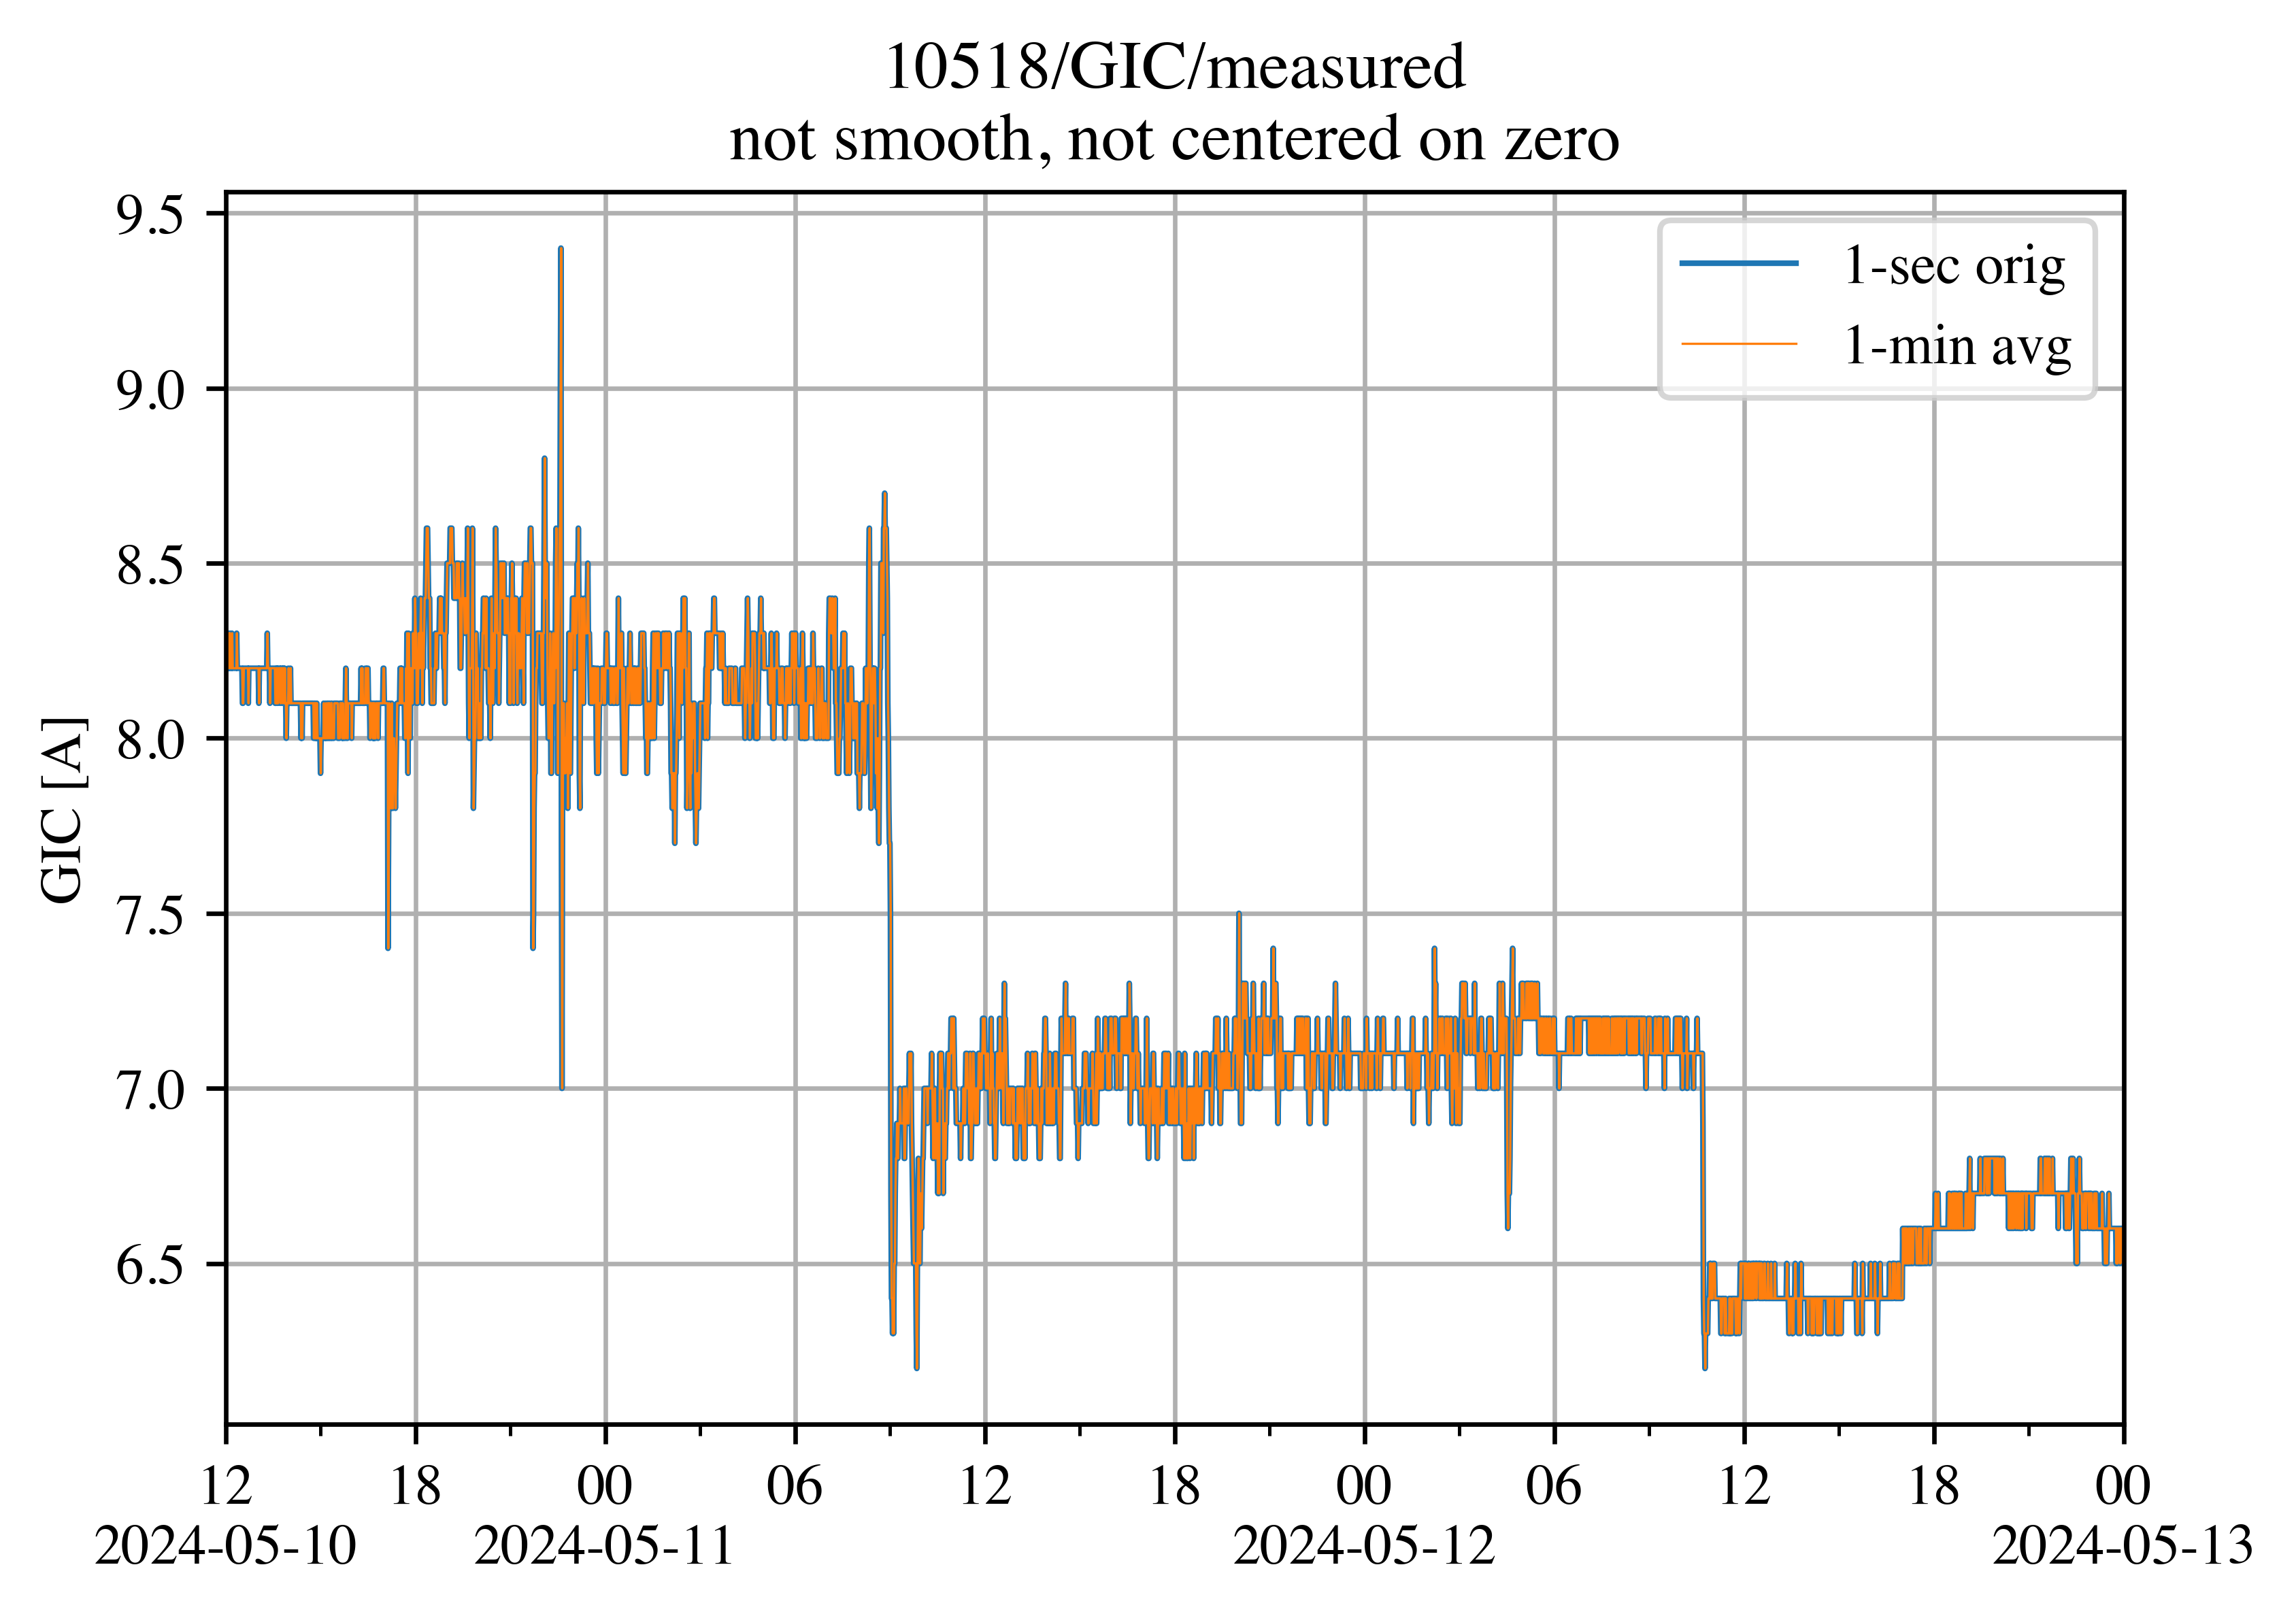 10518/GIC/measured
not smooth, not centered on zero
9.5
9.0
8.5
8.0
7.5
7.0
6.5
GIC [A]
1-sec orig
1-min avg
12 18 00 06 12 18 00 06 12 18 00
2024-05-10 2024-05-11 2024-05-12 2024-05-13